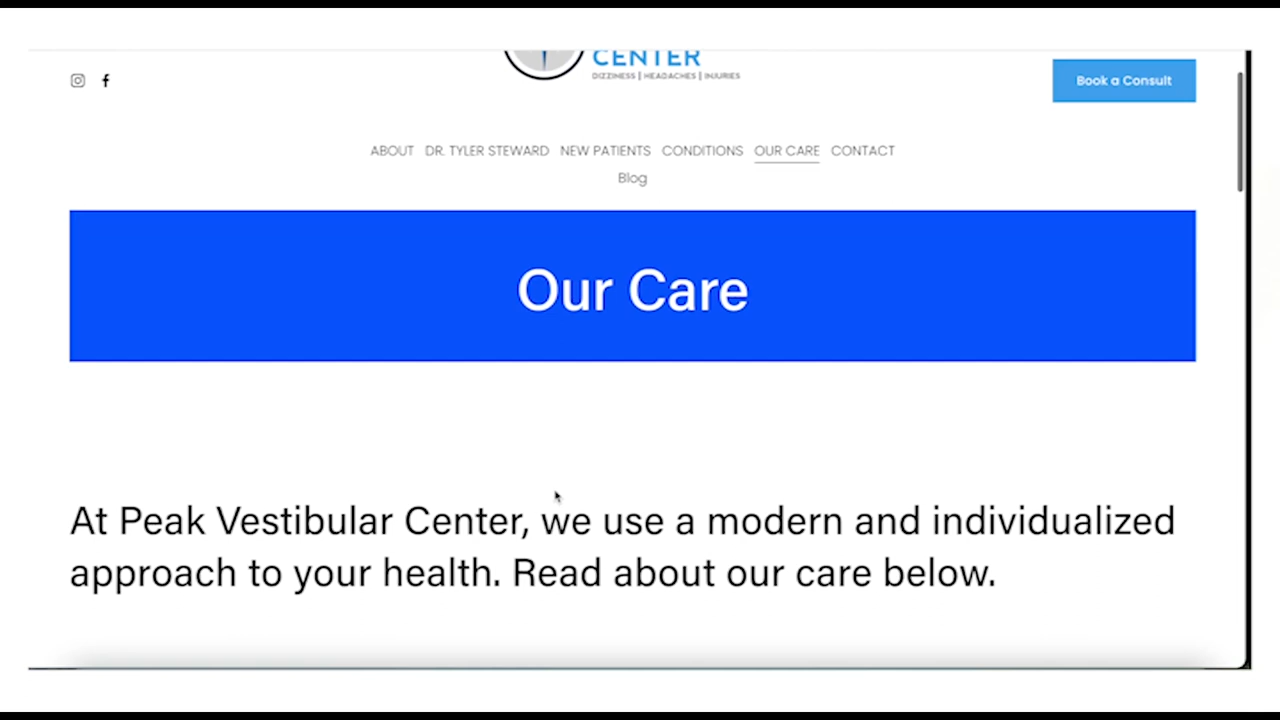 CENTER
DIZZINESS | HEADACHES | INJURIES
Book a Consult
ABOUT DR. TYLER STEWARD NEW PATIENTS CONDITIONS OUR CARE CONTACT
Blog
Our Care
At Peak Vestibular Center, we use a modern and individualized
approach to your health. Read about our care below.